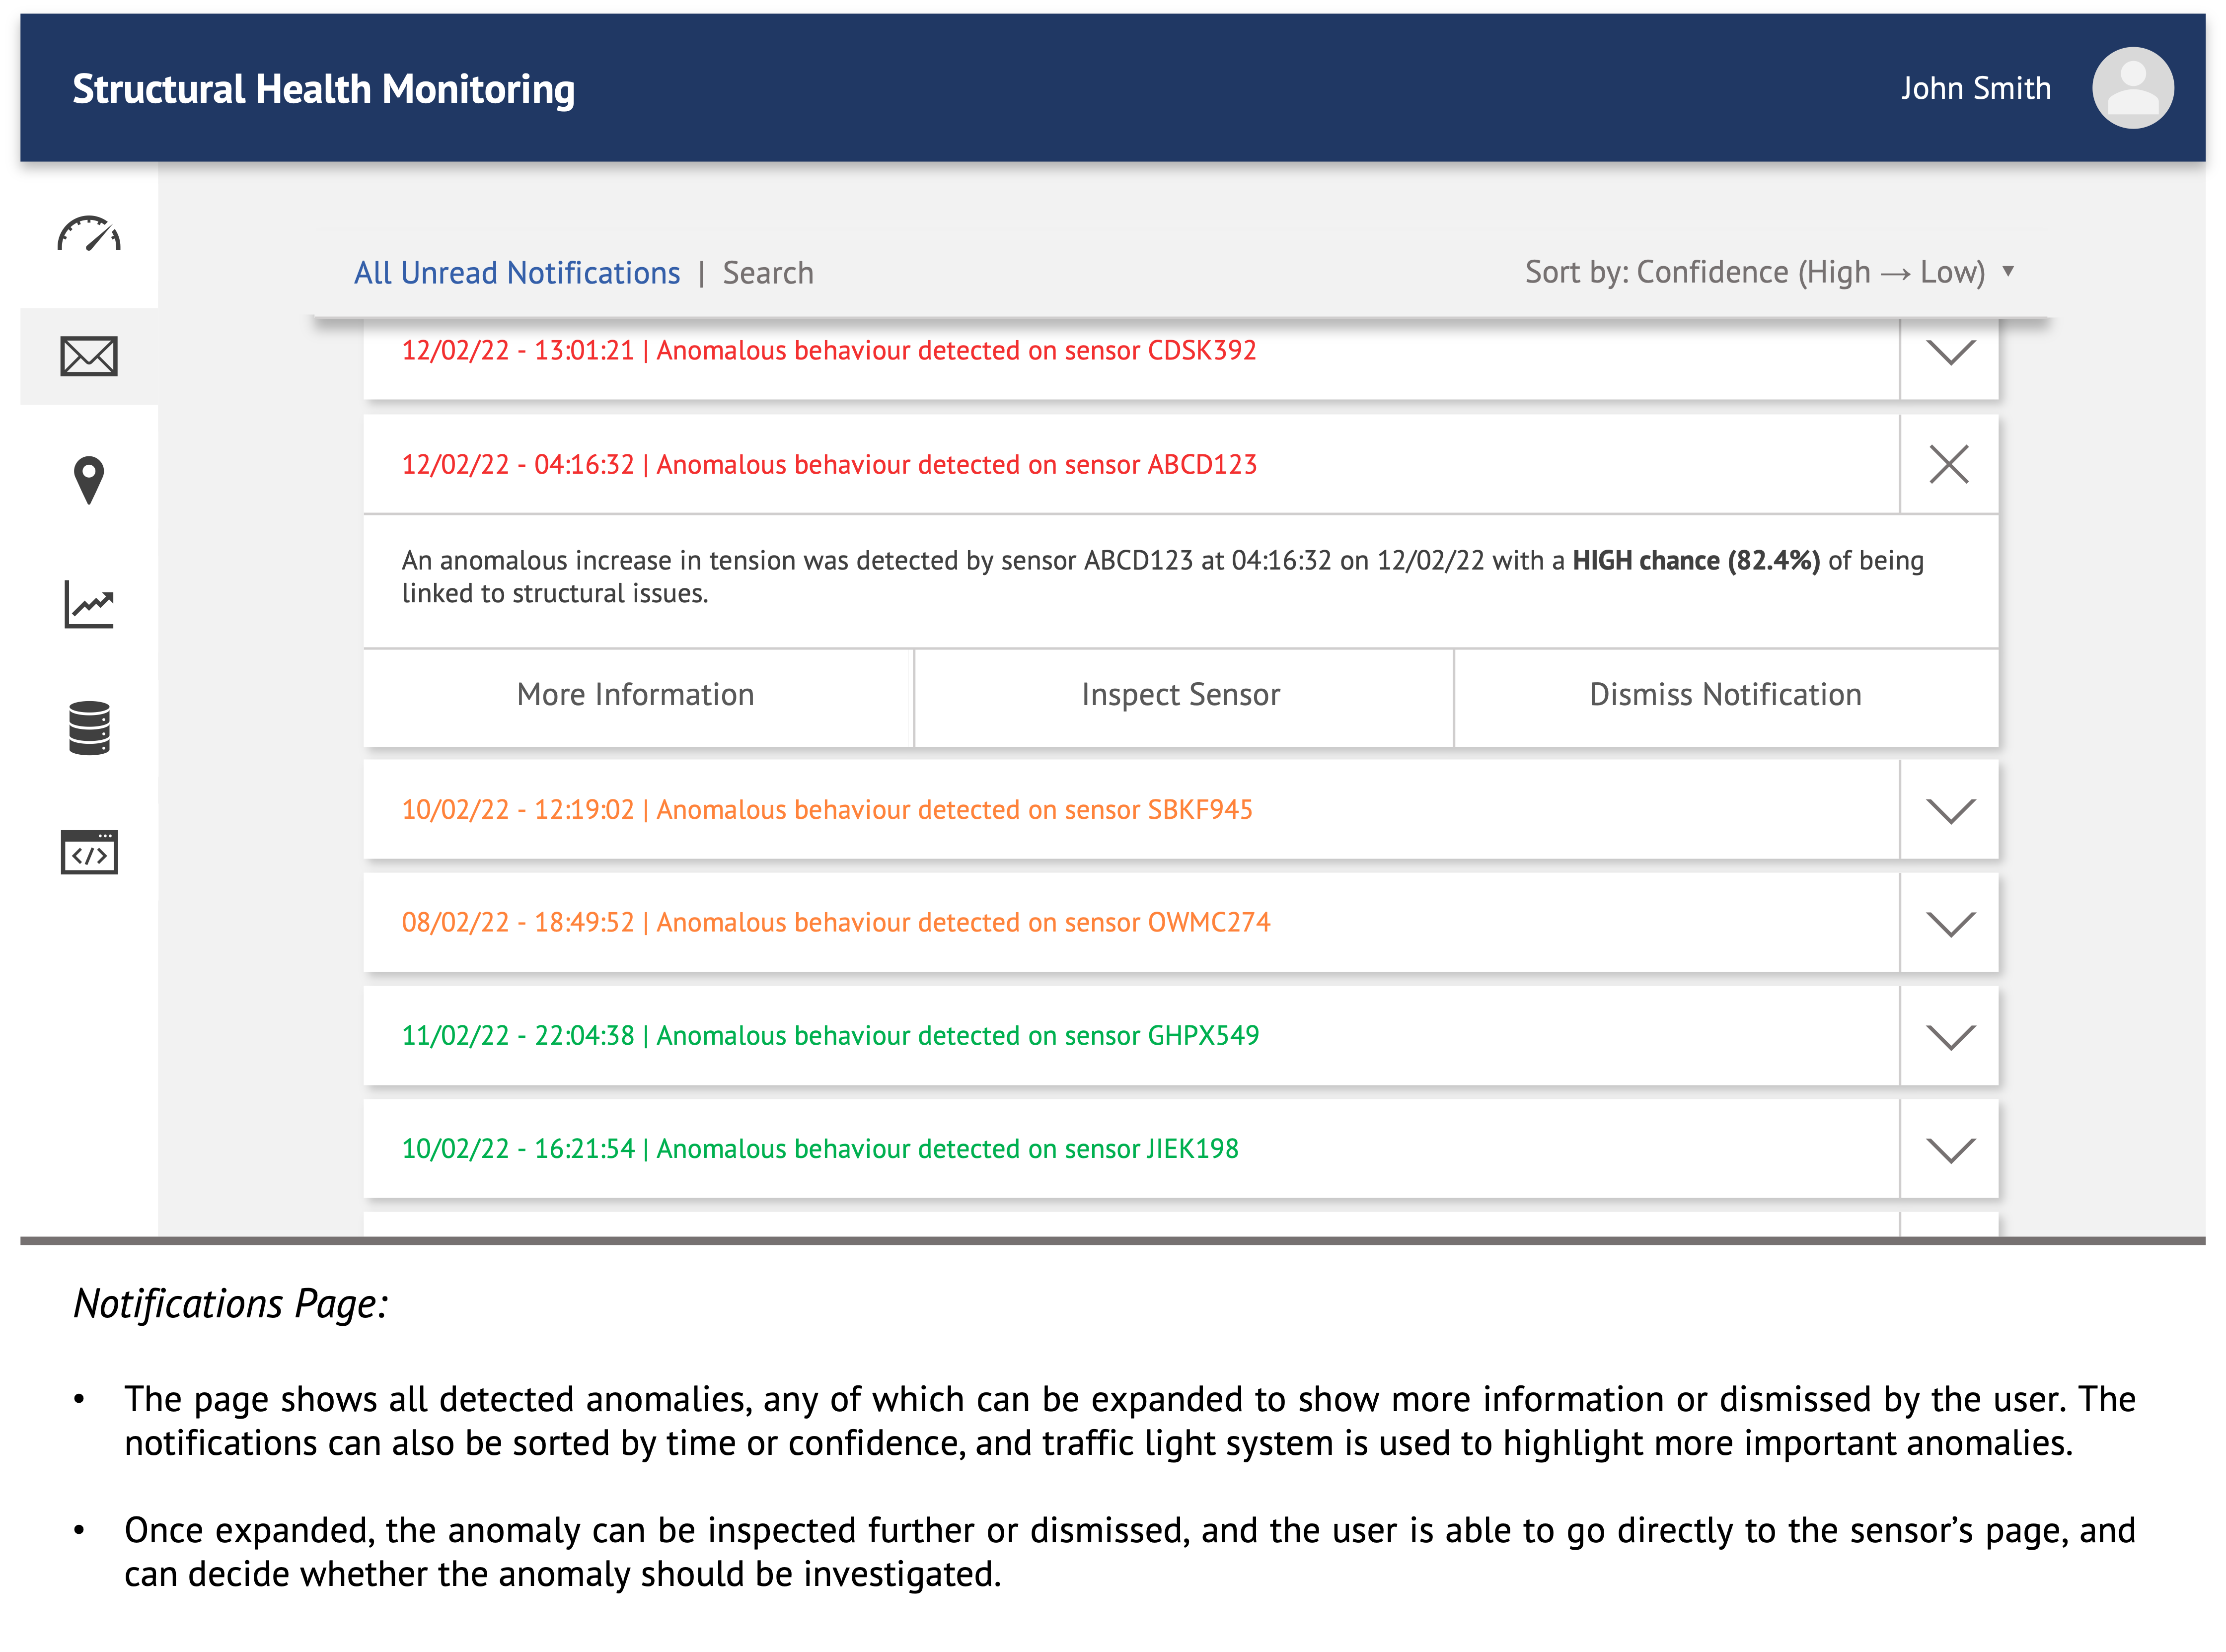 Structural Health Monitoring
John Smith
All Unread Notifications | Search
Sort by: Confidence (High → Low) ▼
12/02/22 - 13:01:21 | Anomalous behaviour detected on sensor CDSK392
12/02/22 - 04:16:32 | Anomalous behaviour detected on sensor ABCD123
An anomalous increase in tension was detected by sensor ABCD123 at 04:16:32 on 12/02/22 with a HIGH chance (82.4%) of being
linked to structural issues.
More Information
Inspect Sensor
Dismiss Notification
10/02/22 - 12:19:02 | Anomalous behaviour detected on sensor SBKF945
08/02/22 - 18:49:52 | Anomalous behaviour detected on sensor OWMC274
11/02/22 - 22:04:38 | Anomalous behaviour detected on sensor GHPX549
10/02/22 - 16:21:54 | Anomalous behaviour detected on sensor JIEK198
</>
Notifications Page:
• The page shows all detected anomalies, any of which can be expanded to show more information or dismissed by the user. The
notifications can also be sorted by time or confidence, and traffic light system is used to highlight more important anomalies.
• Once expanded, the anomaly can be inspected further or dismissed, and the user is able to go directly to the sensor’s page, and
can decide whether the anomaly should be investigated.